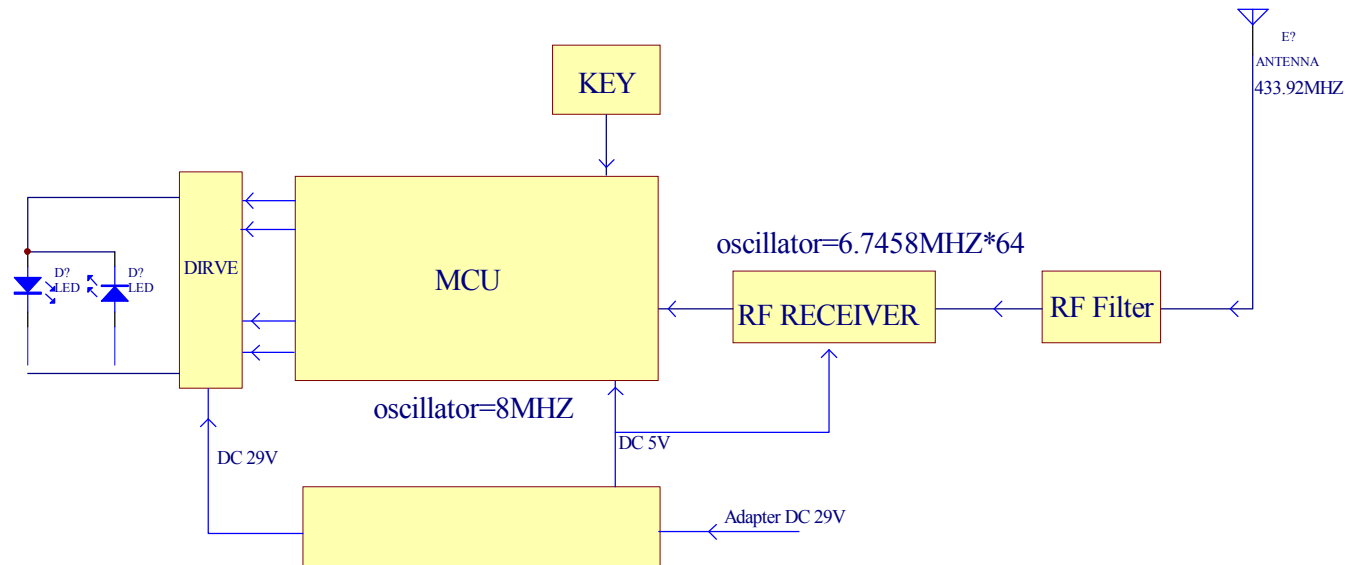 E?
ANTENNA
433.92MHZ
KEY
DIRVE
D?
LED
D?
LED
MCU
oscillator=6.7458MHZ*64
RF RECEIVER
RF Filter
oscillator=8MHZ
DC 5V
DC 29V
Adapter DC 29V